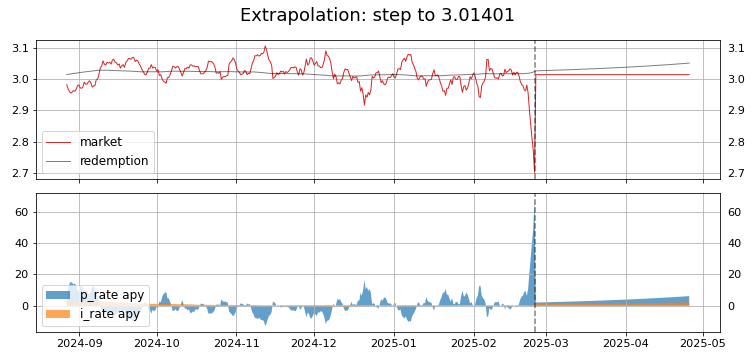 Extrapolation: step to 3.01401
3.1 3.1
3.0 3.0
2.9 2.9
2.8 2.8
2.7 2.7
market
redemption
60 60
40 40
20 20
0 0
p_rate apy
i_rate apy
2024-09 2024-10 2024-11 2024-12 2025-01 2025-02 2025-03 2025-04 2025-05